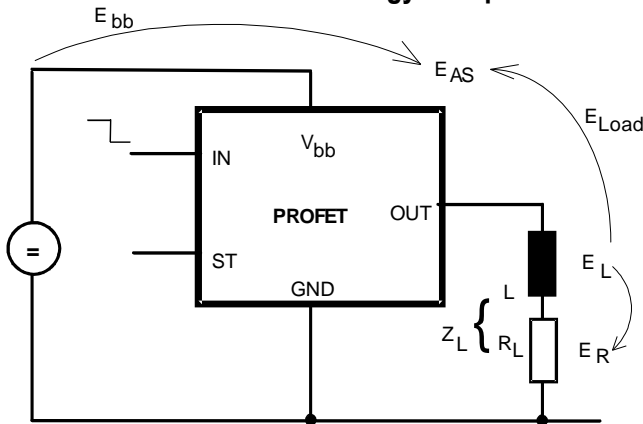 E bb
E AS
E Load
V bb
IN
PROFET
OUT
ST
=
GND
L
E L
Z L { R L
E R